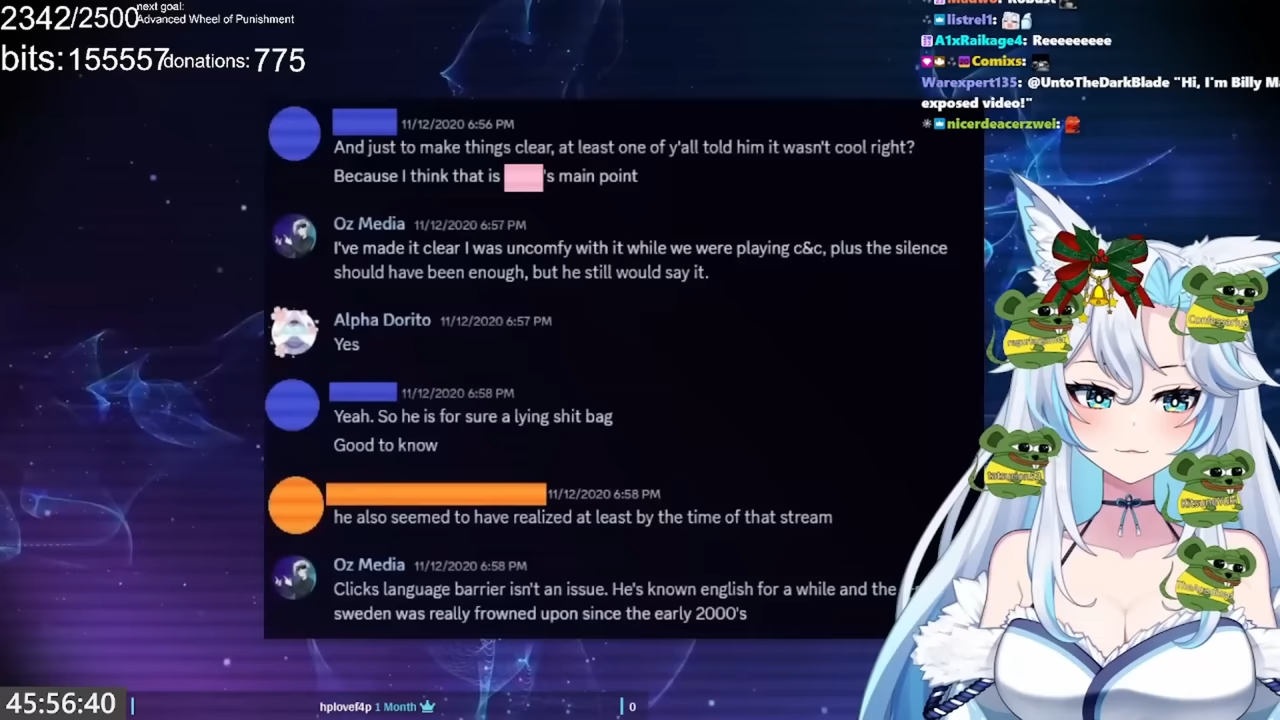 next goal:
2342/2500 Advanced Wheel of Punishment
bits: 155557 donations: 775
listrel1:
A1xRaikage4: Reeeeeeeee
Comixs:
Warexpert135: @UntoTheDarkBlade "Hi, I'm Billy
exposed video!"
nicerdeacerzwei:
11/12/2020 6:56 PM
And just to make things clear, at least one of y'all told him it wasn't cool right?
Because I think that is 's main point
Oz Media 11/12/2020 6:57 PM
I've made it clear I was uncomfy with it while we were playing c&c, plus the silence
should have been enough, but he still would say it.
Alpha Dorito 11/12/2020 6:57 PM
Yes
11/12/2020 6:58 PM
Yeah. So he is for sure a lying shit bag
Good to know
11/12/2020 6:58 PM
he also seemed to have realized at least by the time of that stream
Oz Media 11/12/2020 6:58 PM
Clicks language barrier isn't an issue. He's known english for a while and the
sweden was really frowned upon since the early 2000's
Confessarius
45:56:40
hplovef4p 1 Month
0